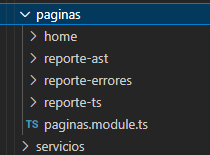 paginas
home
reporte-ast
reporte-errores
reporte-ts
TS paginas.module.ts
servicios